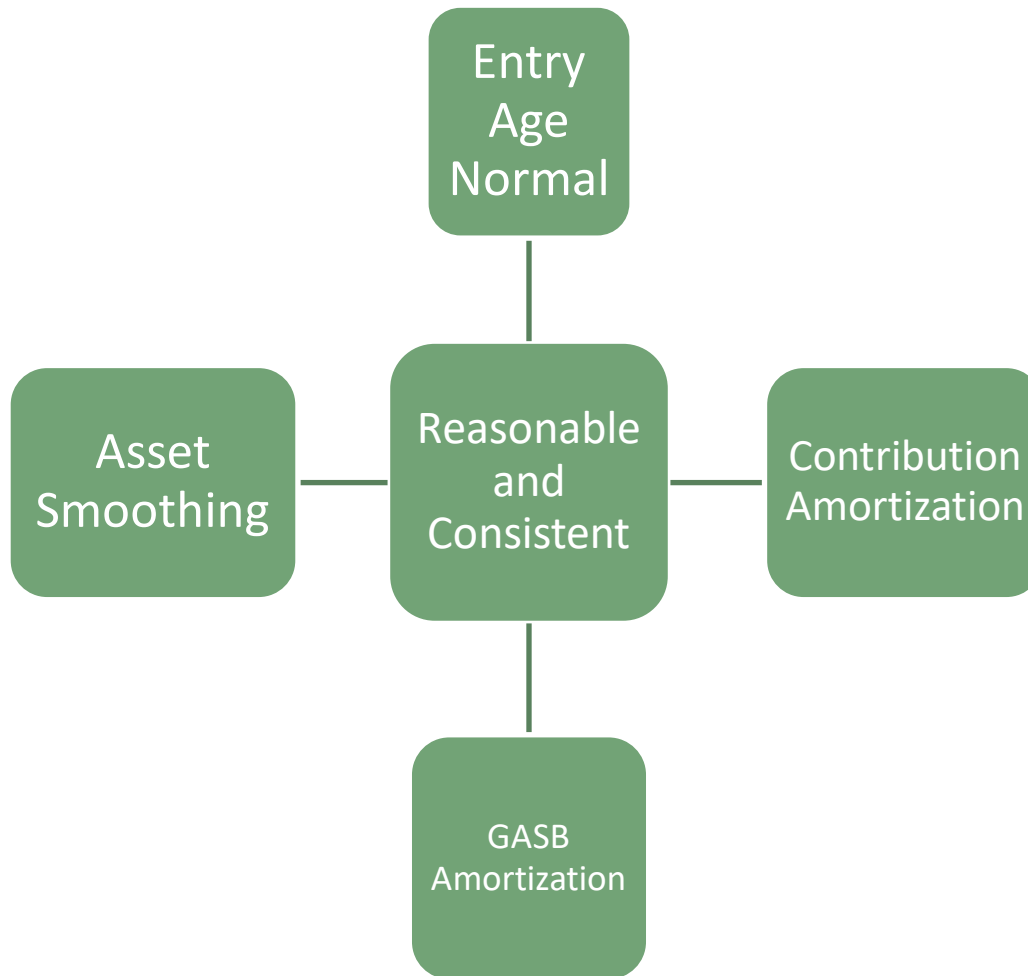 Entry
Age
Normal
Asset
Smoothing
Reasonable
and
Consistent
Contribution
Amortization
GASB
Amortization